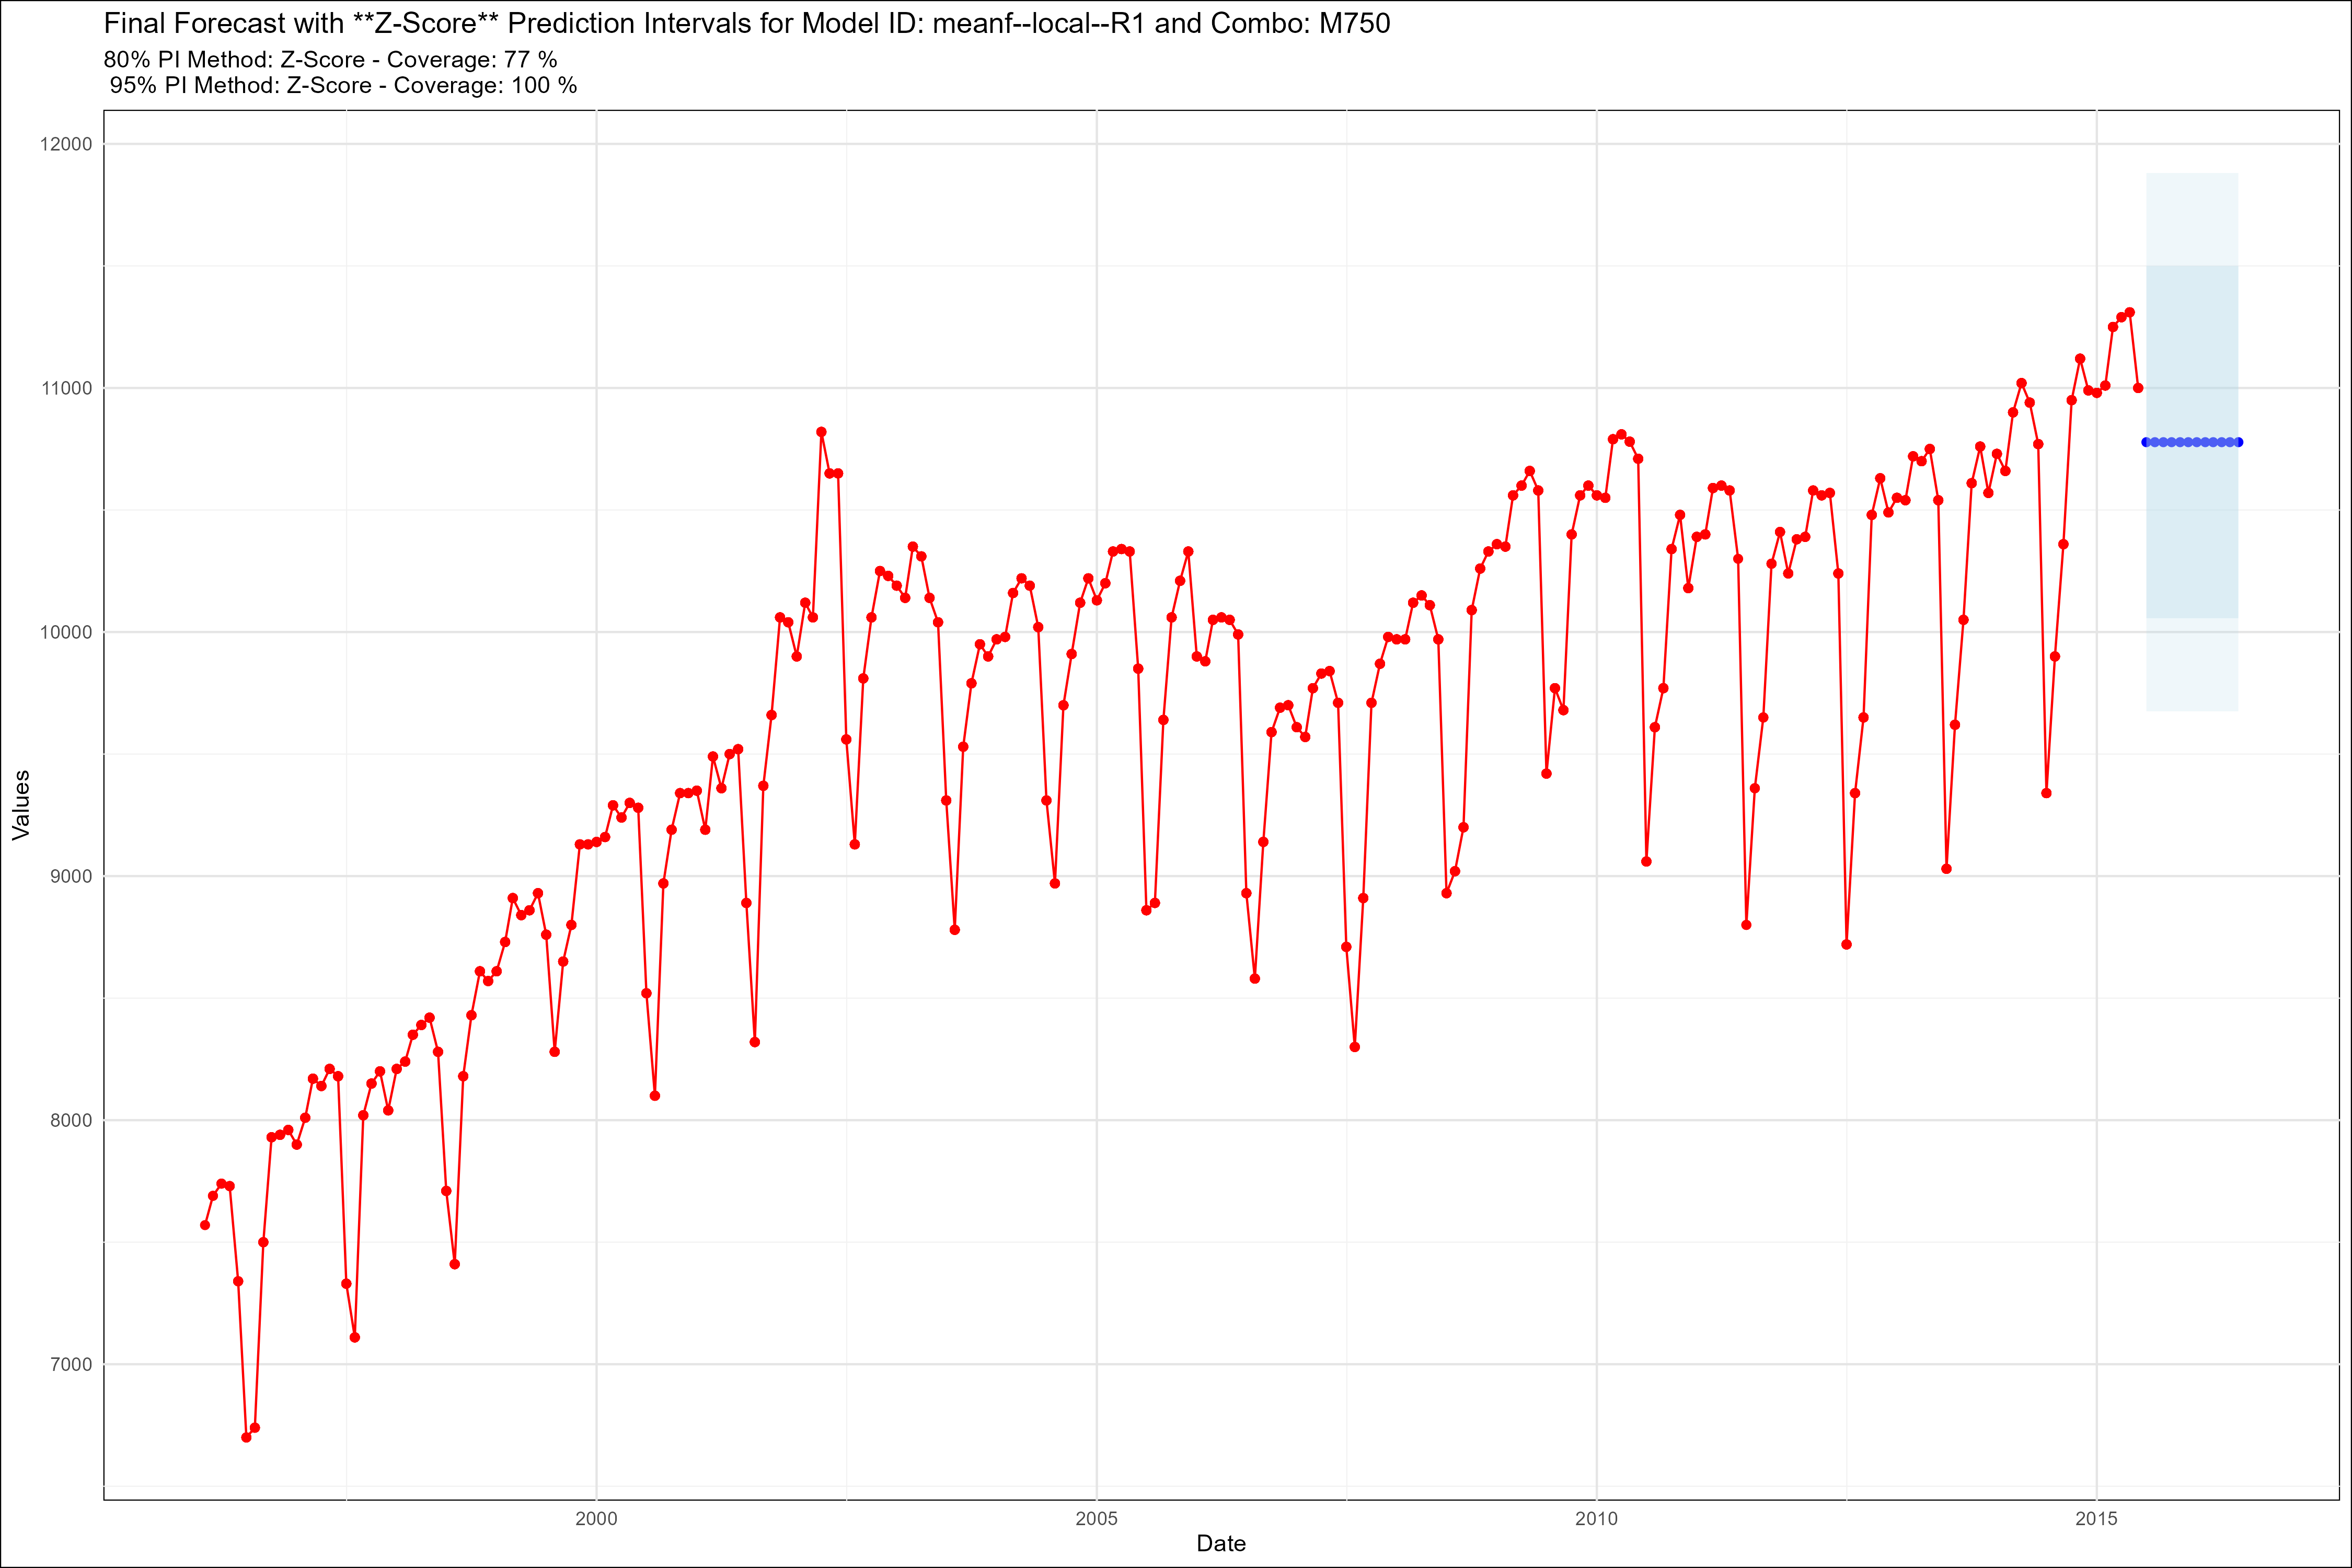 Final Forecast with **Z-Score** Prediction Intervals for Model ID: meanf--local--R1 and Combo: M750
80% PI Method: Z-Score - Coverage: 77 %
95% PI Method: Z-Score - Coverage: 100 %
12000
11000
10000
9000
8000
7000
Values
2000
2005
2010
2015
Date